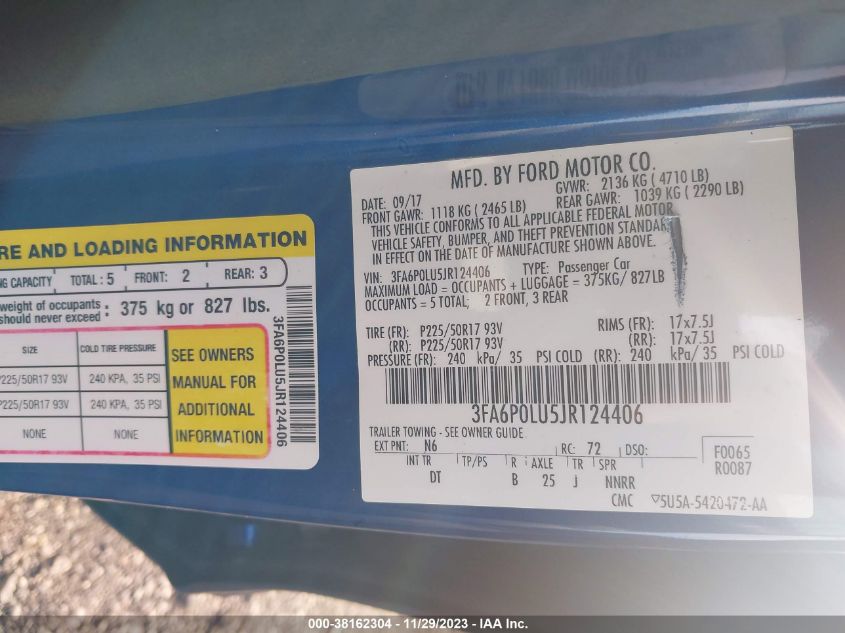 RE AND LOADING INFORMATION
NG CAPACITY TOTAL : 5 FRONT: 2 REAR: 3
weight of occupants
should never exceed : 375 kg or 827 lbs.
SIZE COLD TIRE PRESSURE
P225/50R17 93V 240 KPA, 35 PSI
P225/50R17 93V 240 KPA, 35 PSI
NONE NONE
SEE OWNERS
MANUAL FOR
ADDITIONAL
INFORMATION
3FA6P0LU5JR124406
MFD. BY FORD MOTOR CO.
DATE: 09/17 GVWR: 2136 KG ( 4710 LB)
FRONT GAWR: 1118 KG ( 2465 LB) REAR GAWR: 1039 KG ( 2290 LB)
THIS VEHICLE CONFORMS TO ALL APPLICABLE FEDERAL MOTOR
VEHICLE SAFETY, BUMPER, AND THEFT PREVENTION STANDARDS
IN EFFECT ON THE DATE OF MANUFACTURE SHOWN ABOVE.
VIN: 3FA6P0LU5JR124406 TYPE: Passenger Car
MAXIMUM LOAD = OCCUPANTS + LUGGAGE = 375KG/ 827LB
OCCUPANTS = 5 TOTAL; 2 FRONT, 3 REAR
TIRE (FR): P225/50R17 93V RIMS (FR): 17x7.5J
(RR): P225/50R17 93V (RR): 17x7.5J
PRESSURE (FR): 240 kPa/ 35 PSI COLD (RR): 240 kPa/ 35 PSI COLD
3FA6P0LU5JR124406
TRAILER TOWING - SEE OWNER GUIDE
EXT PNT: N6 RC: 72 DSO: F0065
R0087
INT TR TP/PS R AXLE TR SPR
DT B 25 J NNRR
CMC 5U5A-5420472-AA
000-38162304 - 11/29/2023 - IAA Inc.